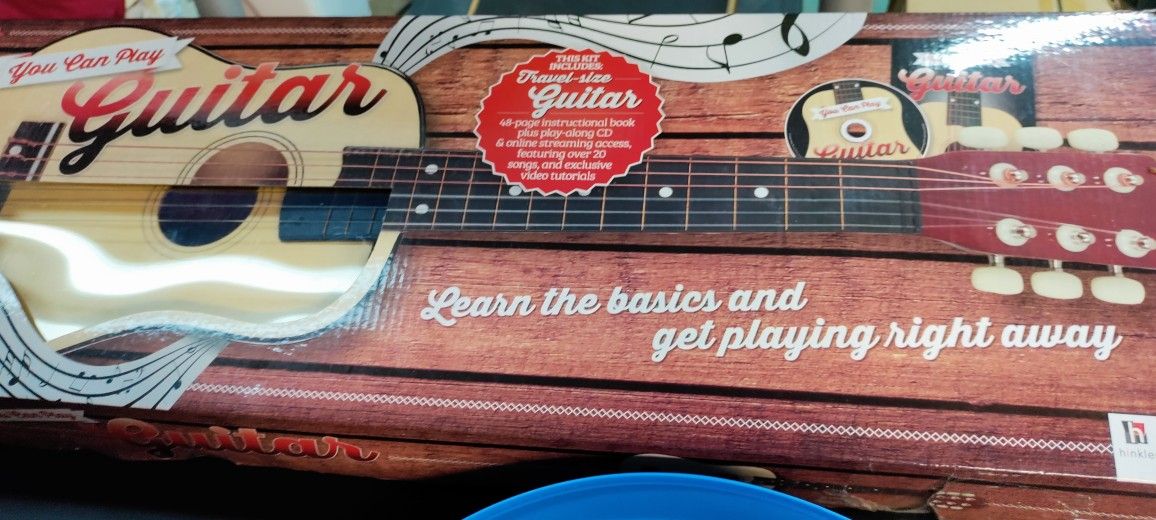 You Can Play
Guitar
THIS KIT
INCLUDES:
Travel-size
Guitar
48-page instructional book
plus play-along CD
& online streaming access,
featuring over 20
songs, and exclusive
video tutorials
Guitar
You Can Play
Guitar
Learn the basics and
get playing right away
Guitar
h
hinkle